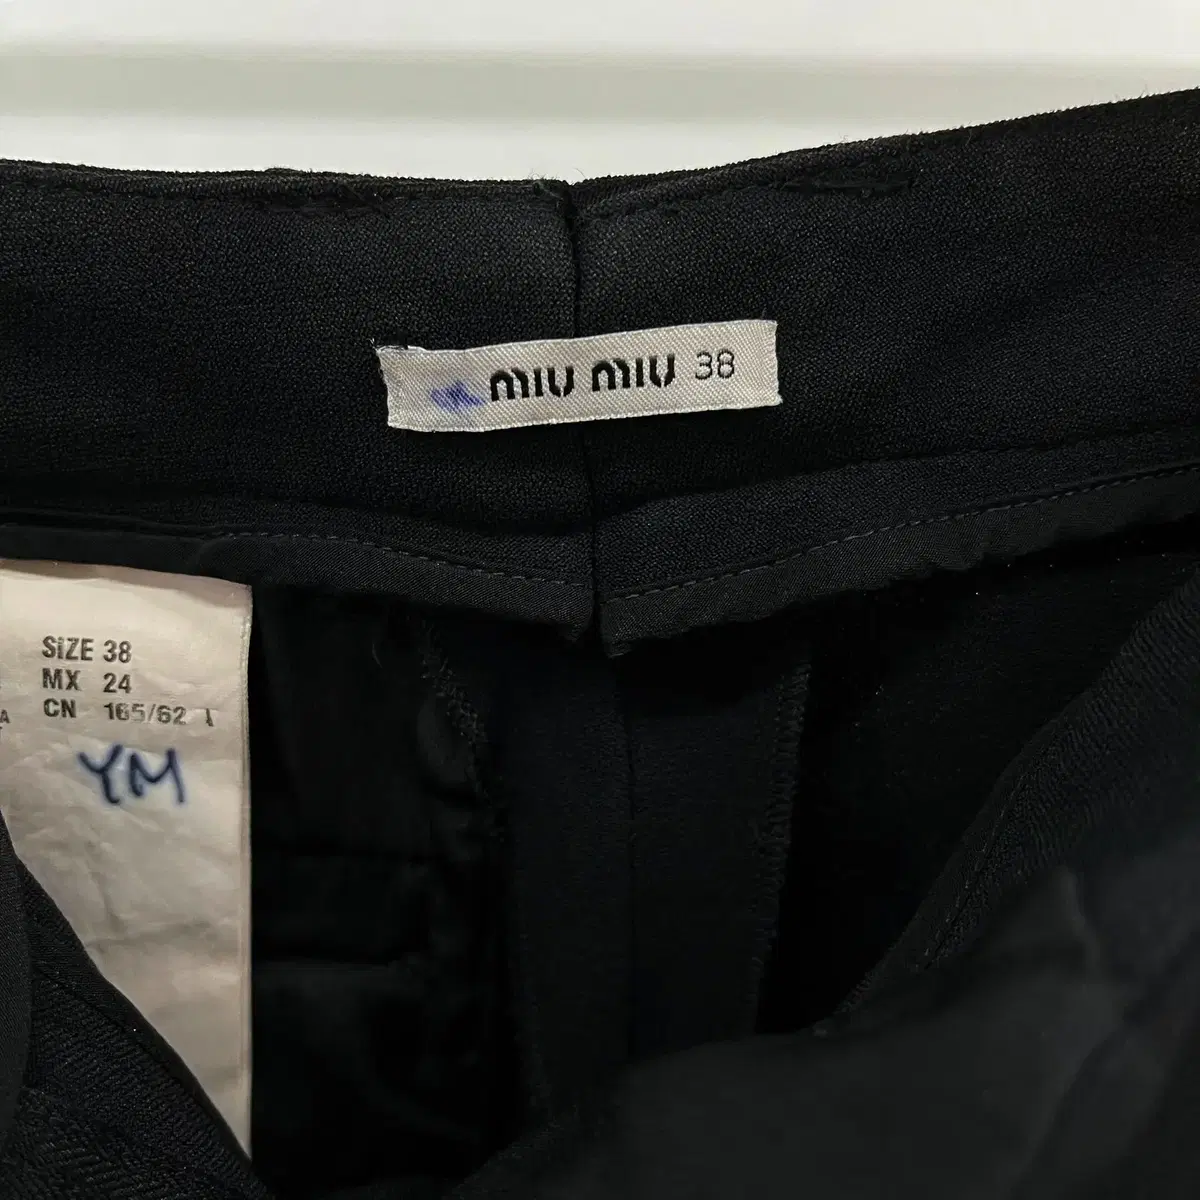 miu miu 38
SIZE 38
MX 24
CN 165/62
YM